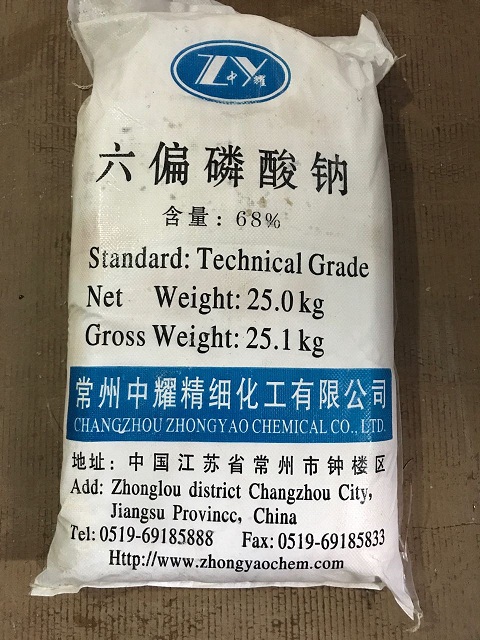 ZY
中 耀
六偏磷酸钠
含量: 68%
Standard: Technical Grade
Net Weight: 25.0 kg
Gross Weight: 25.1 kg
常州中耀精细化工有限公司
CHANGZHOU ZHONGYAO CHEMICAL CO., LTD.
地址: 中国江苏省常州市钟楼区
Add: Zhonglou district Changzhou City,
Jiangsu Provincc, China
Tel: 0519-69185888 Fax: 0519-69185833
Http://www.zhongyaochem.com